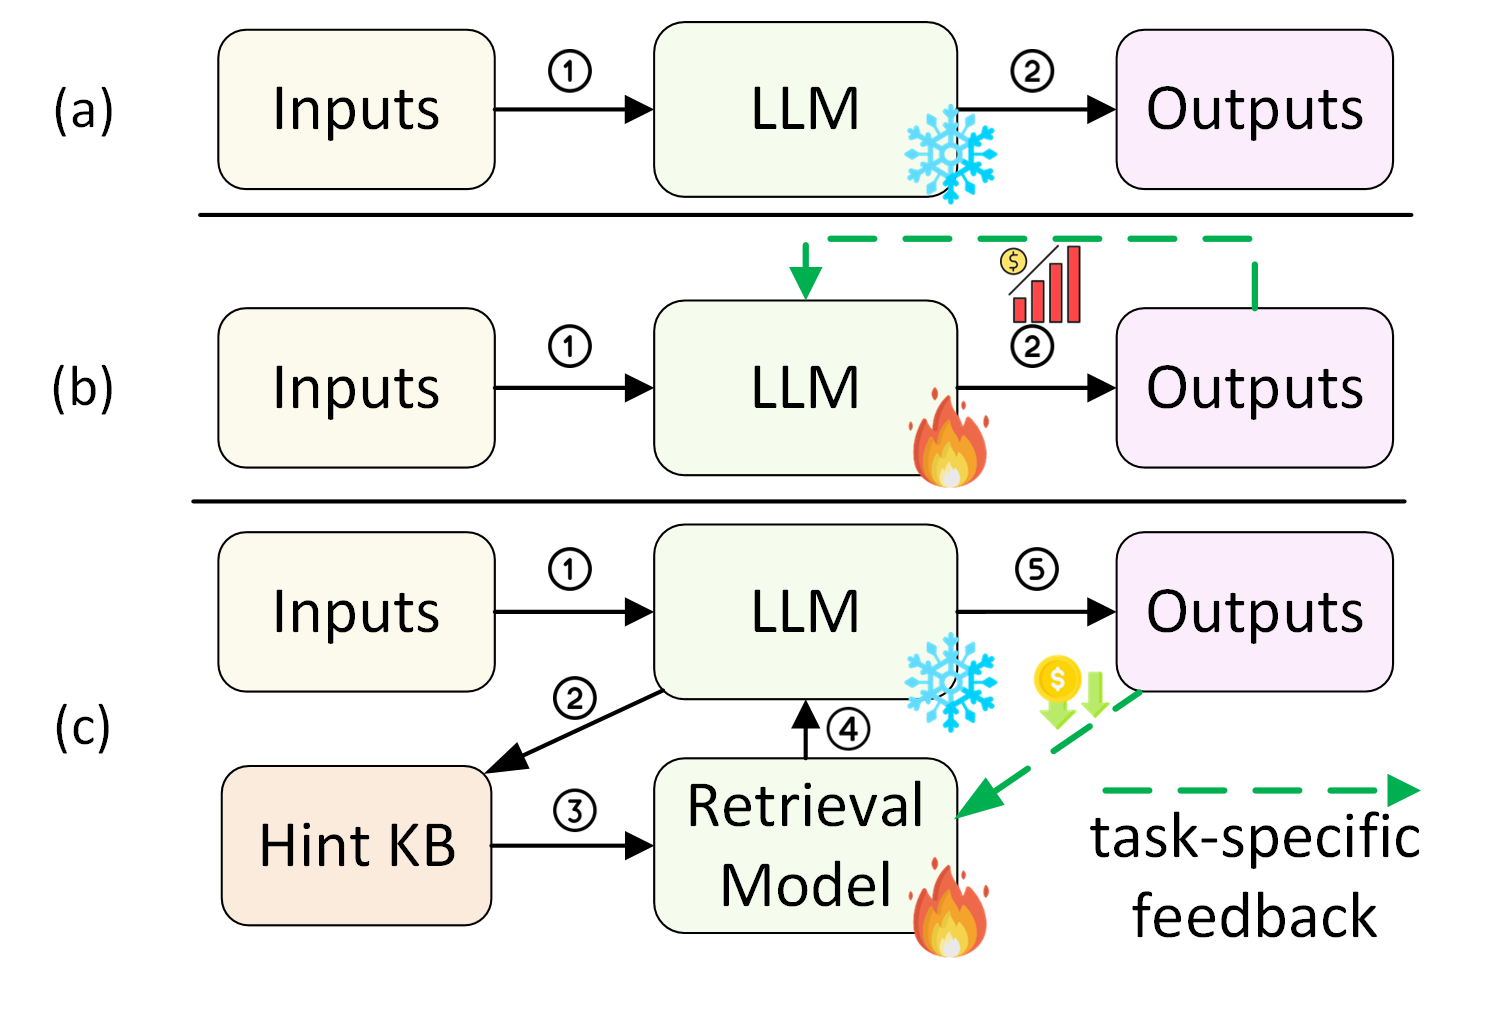 (a)
Inputs
①
LLM
②
Outputs
$
(b)
Inputs
①
LLM
②
Outputs
(c)
Inputs
①
LLM
⑤
Outputs
②
$
④
Hint KB
③
Retrieval
Model
task-specific
feedback